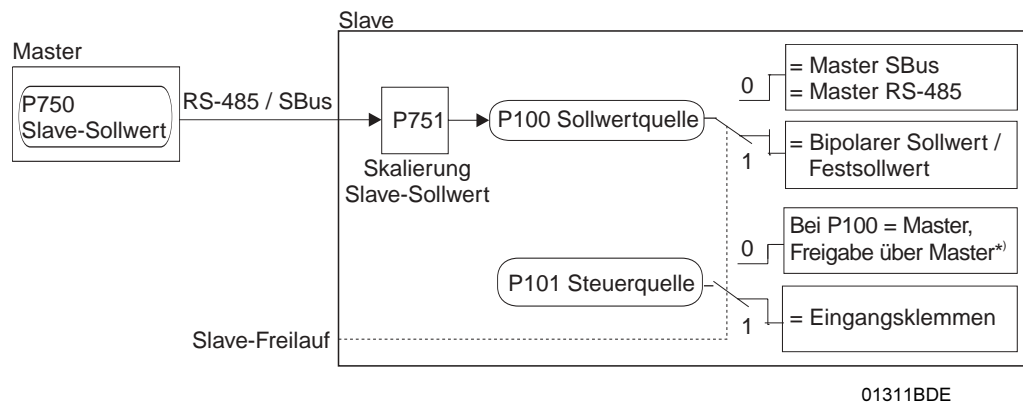 Slave
Master
P750
Slave-Sollwert
RS-485 / SBus
P751
Skalierung
Slave-Sollwert
P100 Sollwertquelle
0
= Master SBus
= Master RS-485
1
= Bipolarer Sollwert /
Festsollwert
P101 Steuerquelle
0
Bei P100 = Master,
Freigabe über Master*)
1
= Eingangsklemmen
Slave-Freilauf
01311BDE